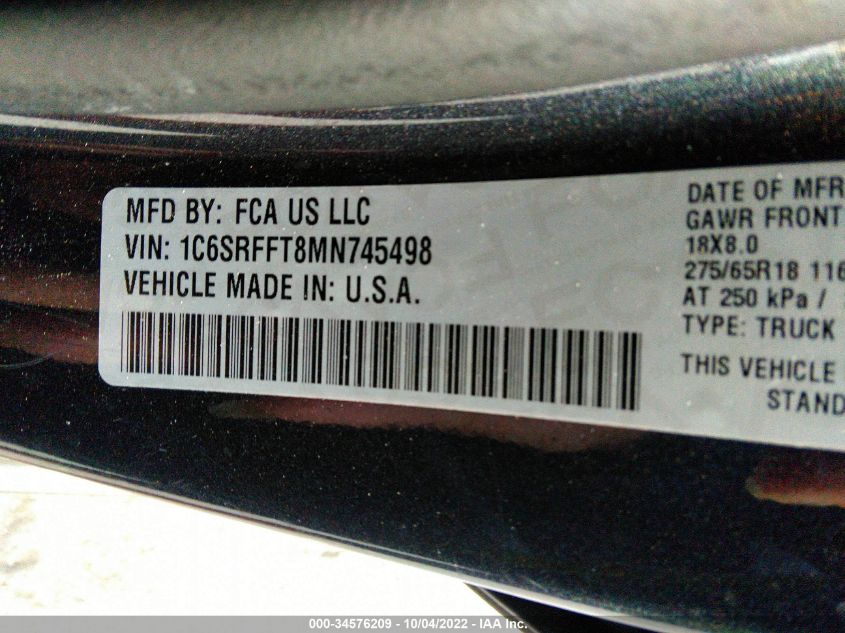 MFD BY: FCA US LLC
VIN: 1C6SRFFT8MN745498
VEHICLE MADE IN: U.S.A.
DATE OF MFR
GAWR FRONT
18X8.0
275/65R18 116
AT 250 kPa /
TYPE: TRUCK
THIS VEHICLE
STAND
000-34576209 - 10/04/2022 - IAA Inc.